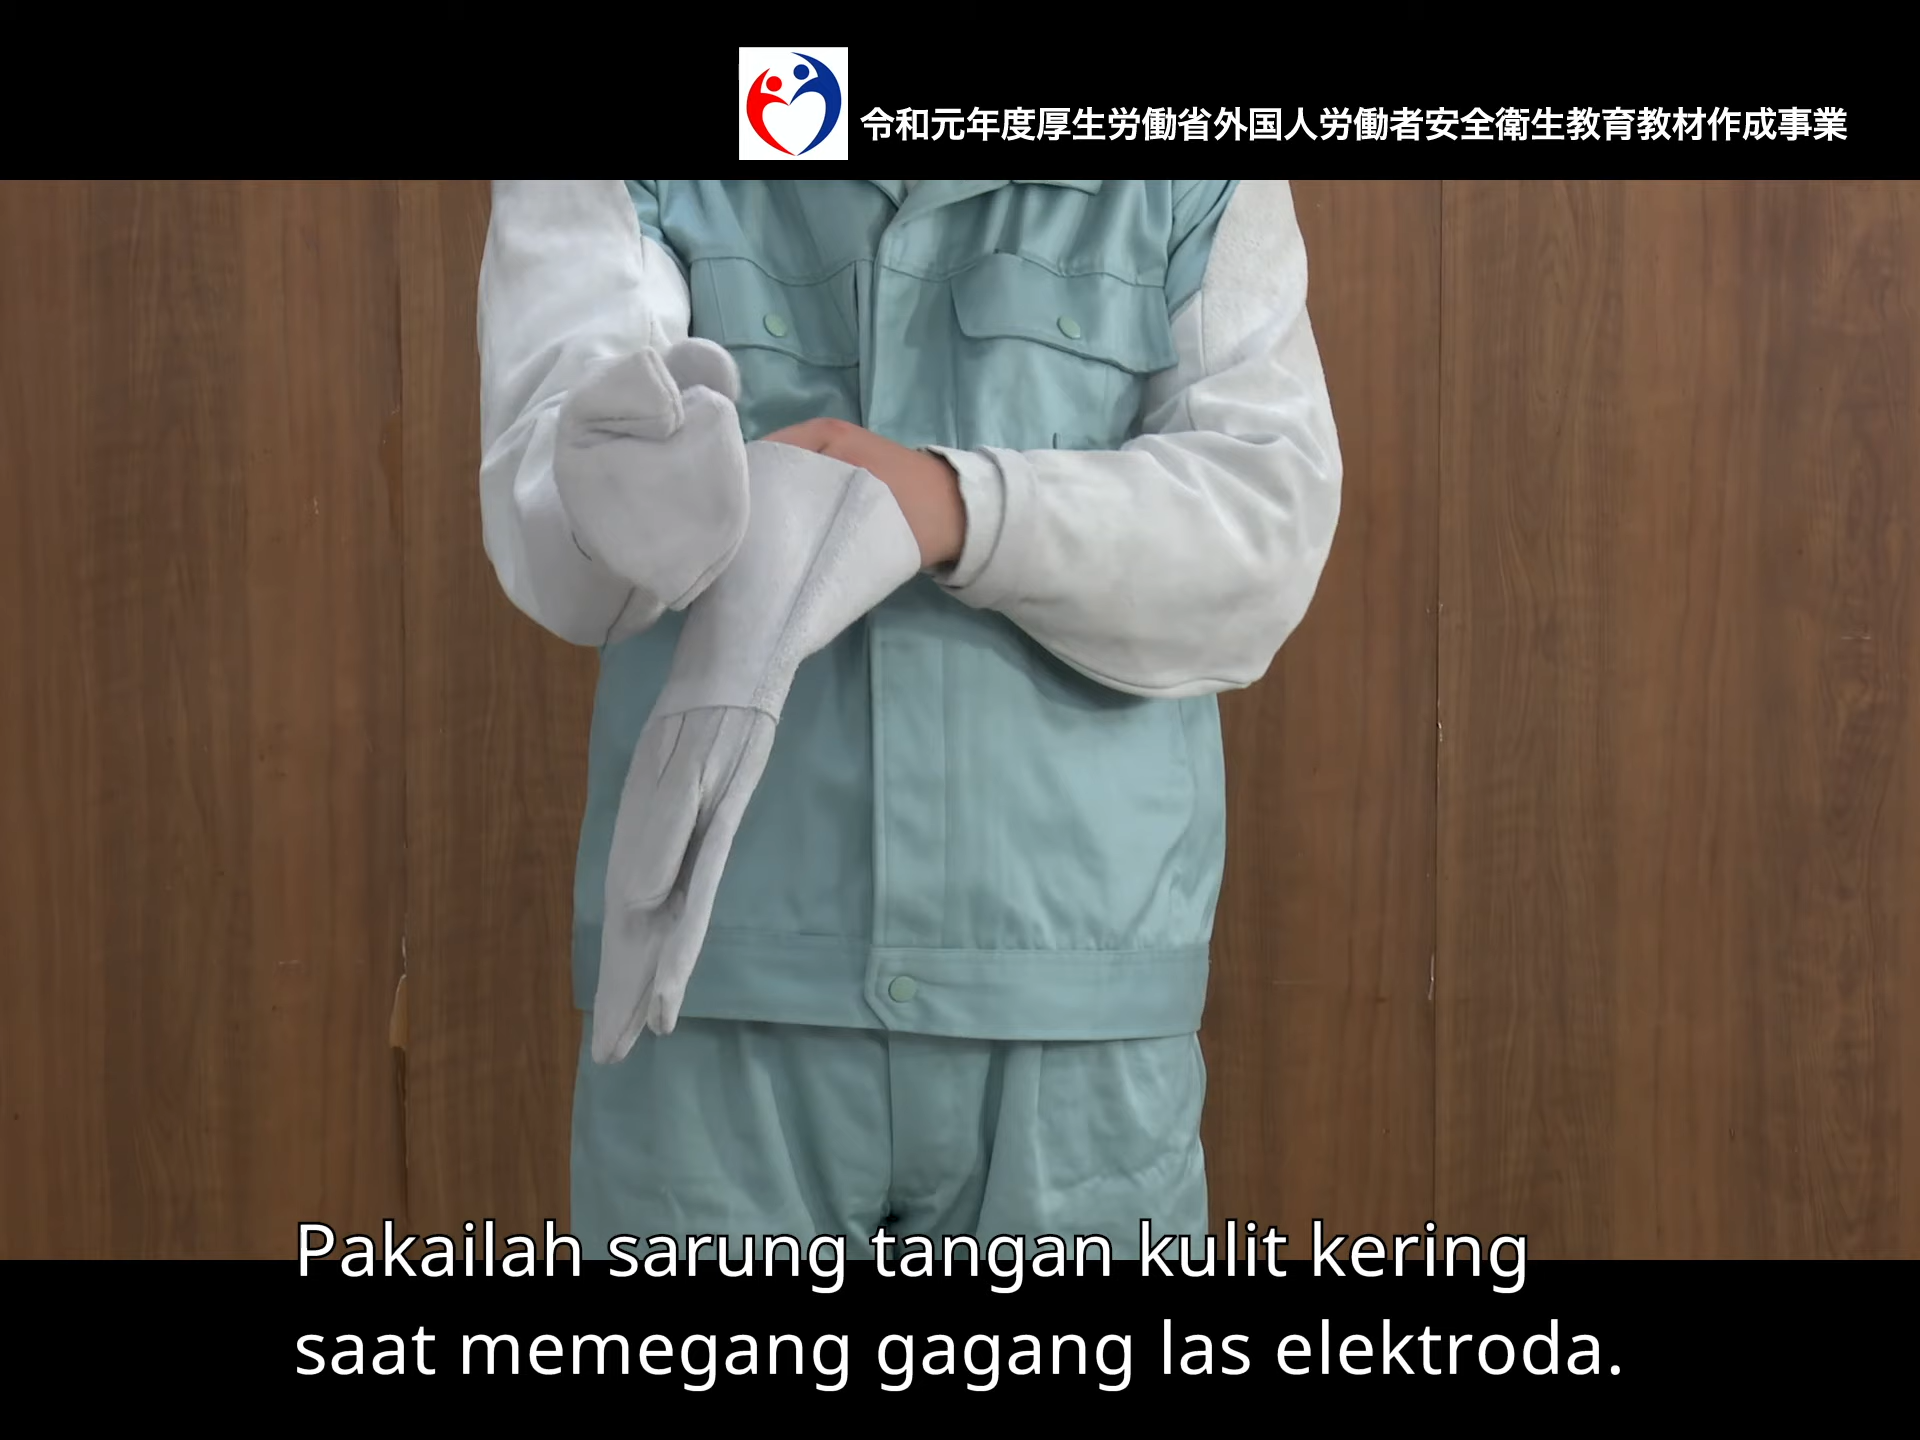 令和元年度厚生労働省外国人労働者安全衛生教育教材作成事業
Pakailah sarung tangan kulit kering
saat memegang gagang las elektroda.